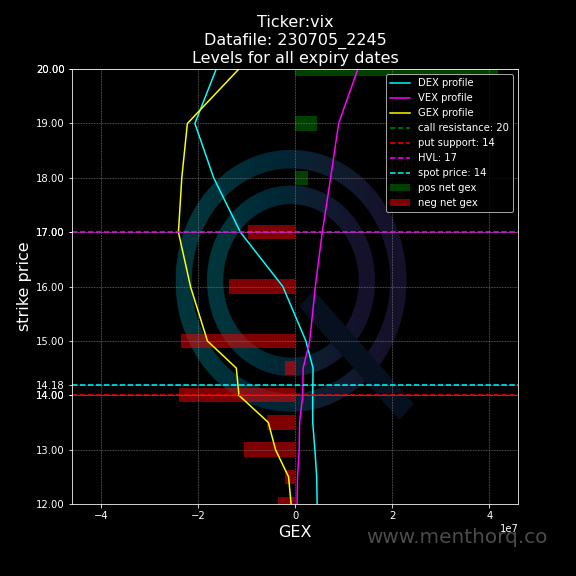 Ticker:vix
Datafile: 230705_2245
Levels for all expiry dates
DEX profile
VEX profile
GEX profile
call resistance: 20
put support: 14
HVL: 17
spot price: 14
pos net gex
neg net gex
strike price
20.00
19.00
18.00
17.00
16.00
15.00
14.18
14.00
13.00
12.00
−4
−2
0
2
4
1e7
GEX
www.menthorq.co